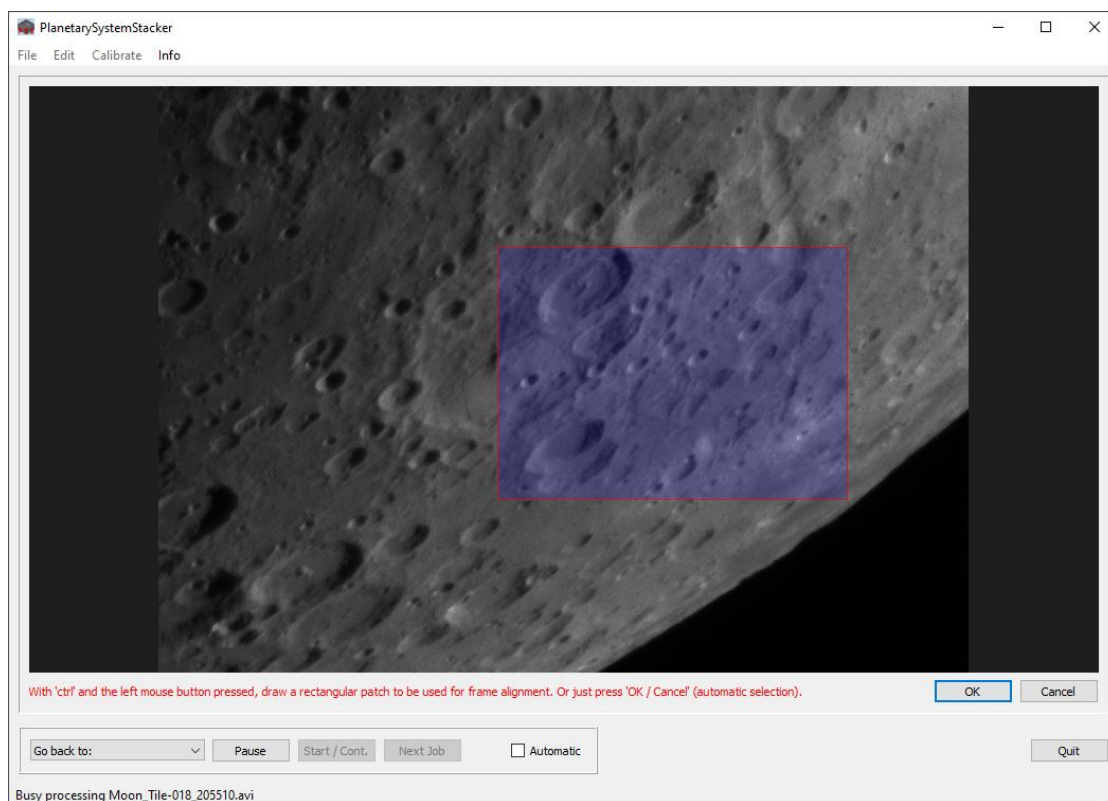 PlanetarySystemStacker
File Edit Calibrate Info
With 'ctrl' and the left mouse button pressed, draw a rectangular patch to be used for frame alignment. Or just press 'OK / Cancel' (automatic selection).
OK Cancel
Go back to: Pause Start / Cont. Next Job Automatic Quit
Busy processing Moon_Tile-018_205510.avi